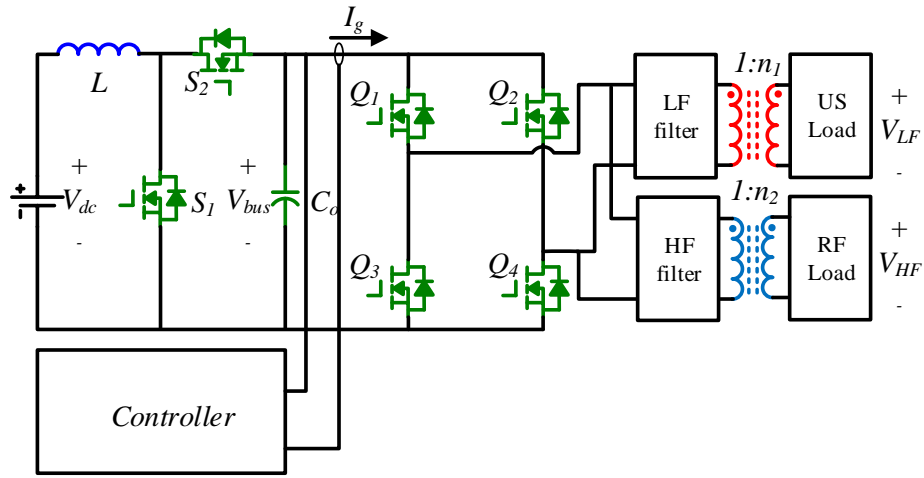 I_g
1:n_1
L
S_2
Q_1
Q_2
LF
filter
US
Load
+
V_LF
-
+
V_dc
-
S_1
+
V_bus
-
C_o
1:n_2
Q_3
Q_4
HF
filter
RF
Load
+
V_HF
-
Controller